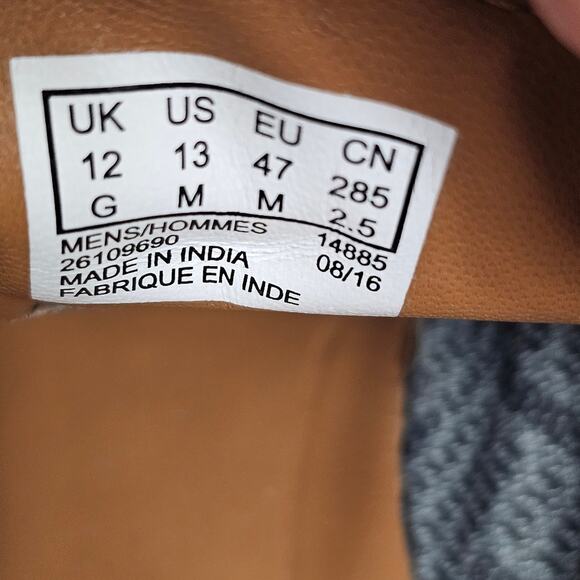 UK US EU CN
12 13 47 285
G M M 2.5
MENS/HOMMES 14885
26109690 08/16
MADE IN INDIA
FABRIQUE EN INDE